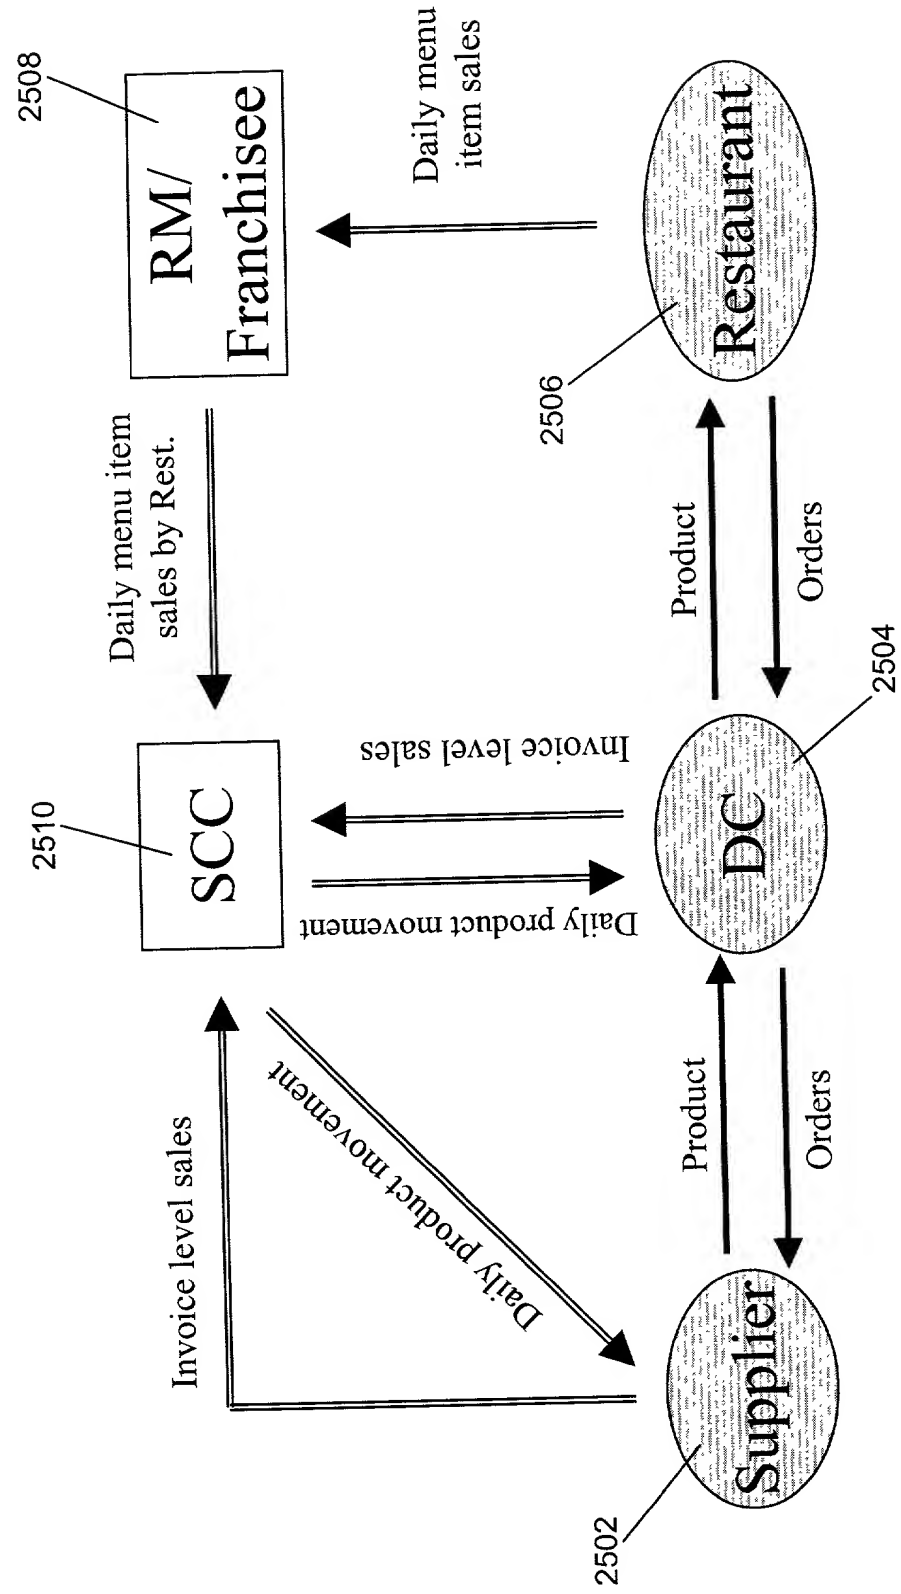 2510
2508
SCC
RM/
Franchisee
Invoice level sales
Daily menu item
sales by Rest.
Daily product movement
Daily product movement
Invoice level sales
Daily menu
item sales
2502
Supplier
Product
Orders
DC
2504
Product
Orders
2506
Restaurant